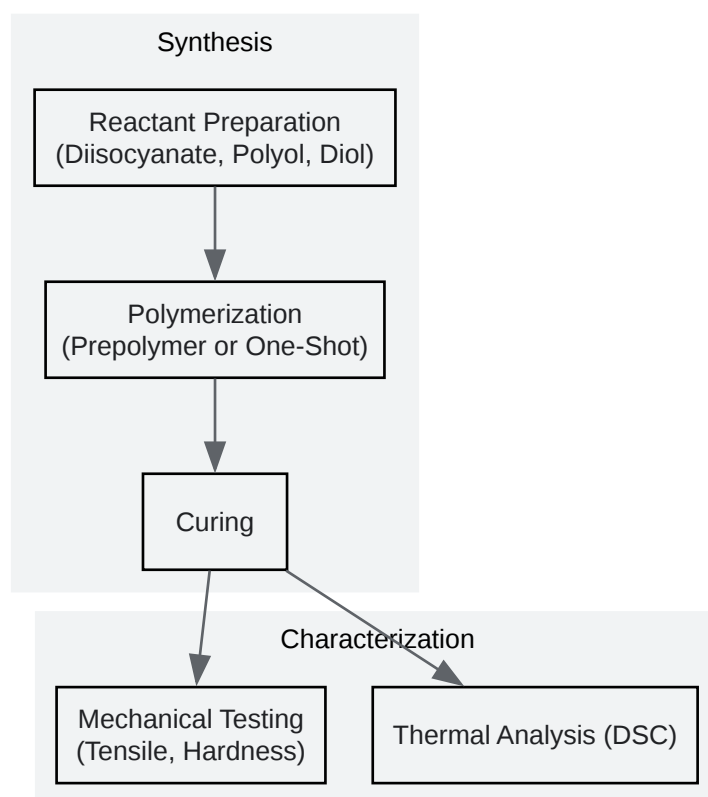 Synthesis
Reactant Preparation
(Diisocyanate, Polyol, Diol)
Polymerization
(Prepolymer or One-Shot)
Curing
Characterization
Mechanical Testing
(Tensile, Hardness)
Thermal Analysis (DSC)